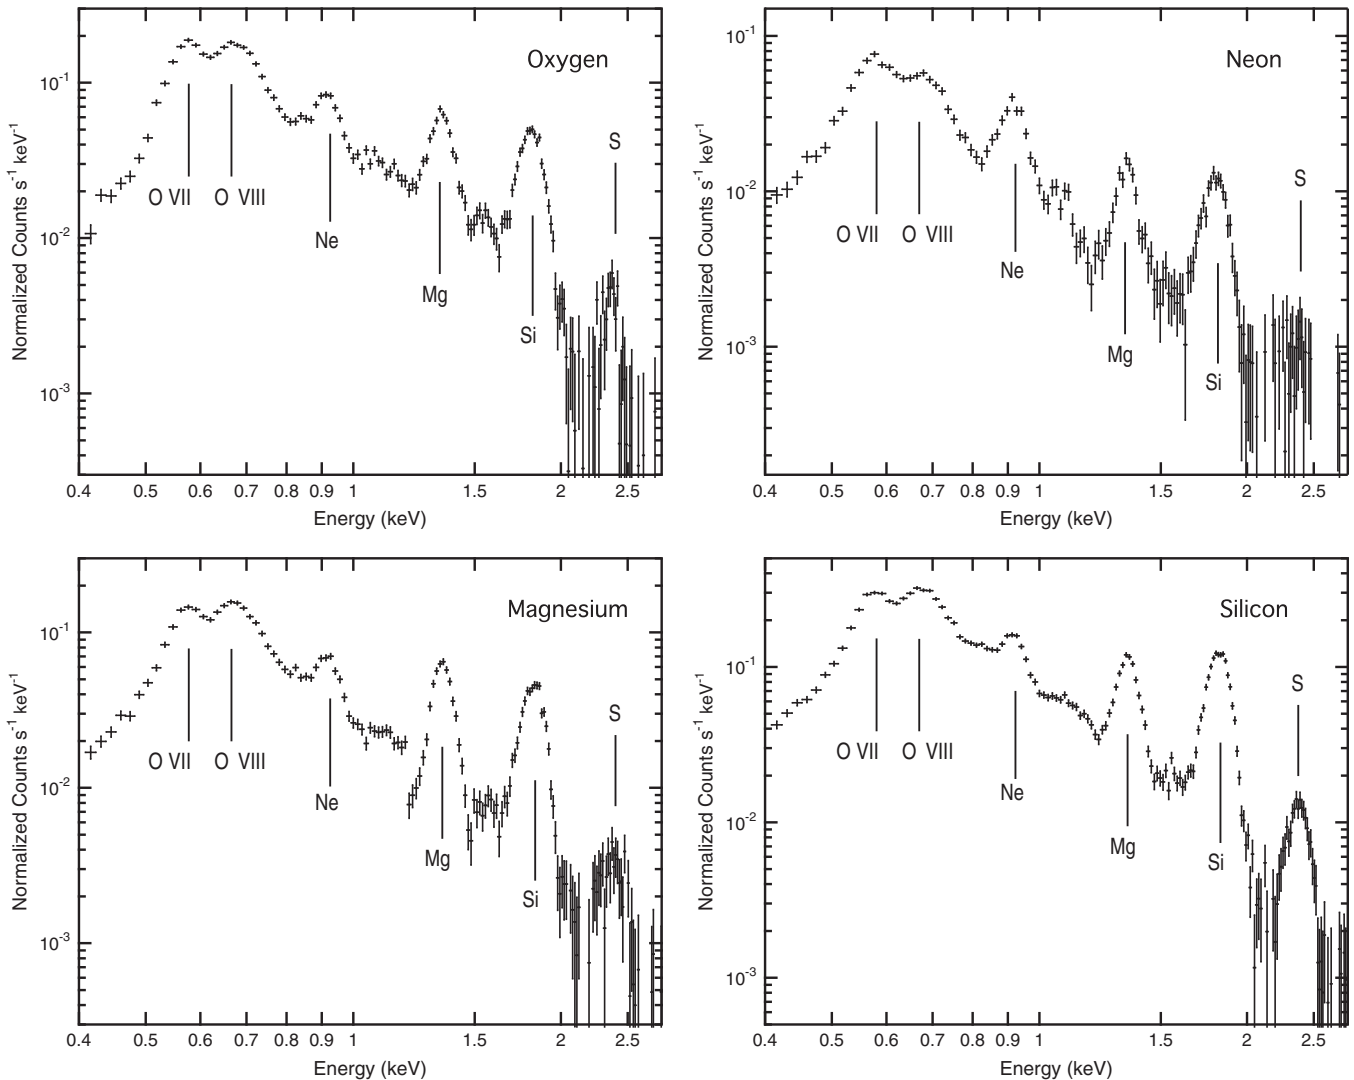 Oxygen
Normalized Counts s⁻¹ keV⁻¹
10⁻¹
10⁻²
10⁻³
O VII
O VIII
Ne
Mg
Si
S
0.4 0.5 0.6 0.7 0.8 0.9 1 1.5 2 2.5
Energy (keV)
Neon
Normalized Counts s⁻¹ keV⁻¹
10⁻¹
10⁻²
10⁻³
O VII
O VIII
Ne
Mg
Si
S
0.4 0.5 0.6 0.7 0.8 0.9 1 1.5 2 2.5
Energy (keV)
Magnesium
Normalized Counts s⁻¹ keV⁻¹
10⁻¹
10⁻²
10⁻³
O VII
O VIII
Ne
Mg
Si
S
0.4 0.5 0.6 0.7 0.8 0.9 1 1.5 2 2.5
Energy (keV)
Silicon
Normalized Counts s⁻¹ keV⁻¹
10⁻¹
10⁻²
10⁻³
O VII
O VIII
Ne
Mg
Si
S
0.4 0.5 0.6 0.7 0.8 0.9 1 1.5 2 2.5
Energy (keV)